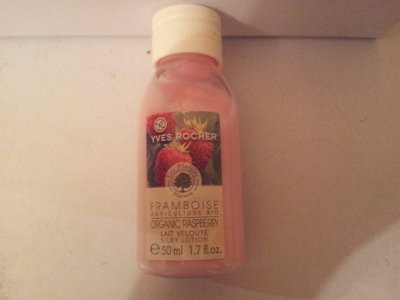 YVES ROCHER
FRAMBOISE
AGRICULTURE BIO
ORGANIC RASPBERRY
LAIT VELOUTÉ
SILKY LOTION
e 50 ml 1.7 fl.oz.